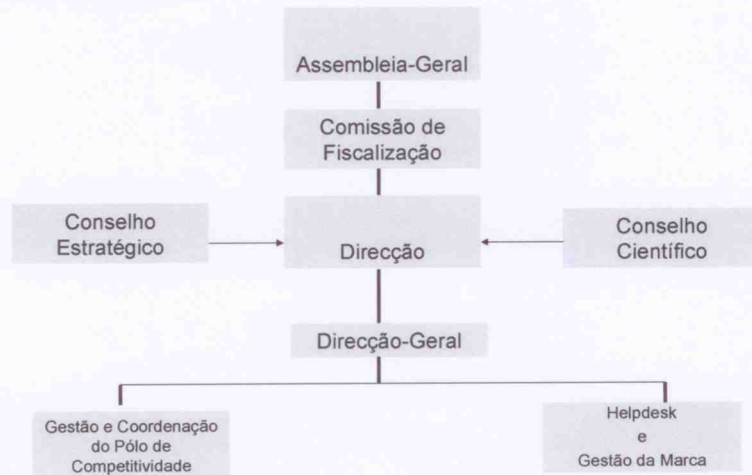 Assembleia-Geral
Comissão de
Fiscalização
Conselho
Estratégico
Direcção
Conselho
Científico
Direcção-Geral
Gestão e Coordenação
do Pólo de
Competitividade
Helpdesk
e
Gestão da Marca